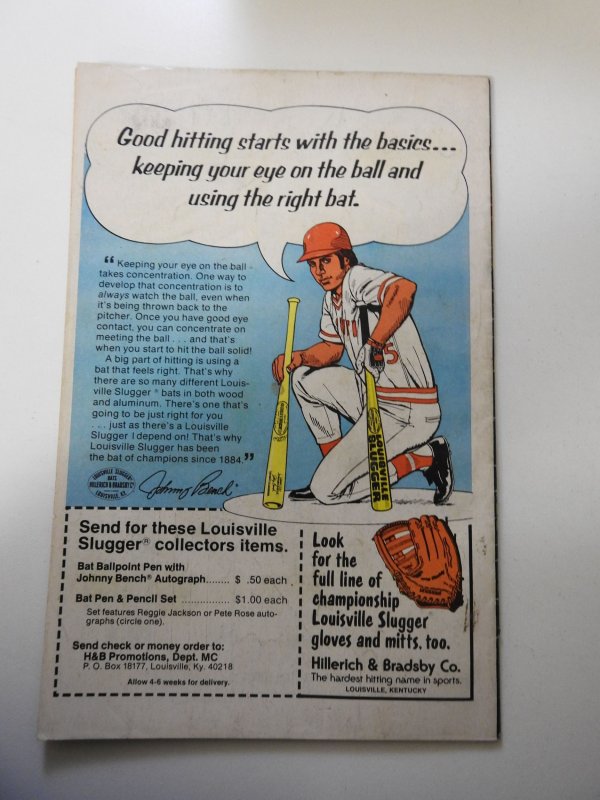 Good hitting starts with the basics...
keeping your eye on the ball and
using the right bat.
“ Keeping your eye on the ball -
takes concentration. One way to
develop that concentration is to
always watch the ball, even when
it's being thrown back to the
pitcher. Once you have good eye
contact, you can concentrate on
meeting the ball . . . and that's
when you start to hit the ball solid!
A big part of hitting is using a
bat that feels right. That's why
there are so many different Louis-
ville Slugger ® bats in both wood
and aluminum. There's one that's
going to be just right for you
. . . just as there's a Louisville
Slugger I depend on! That's why
Louisville Slugger has been
the bat of champions since 1884.”
LOUISVILLE SLUGGER
BATS
HILLERICH & BRADSBY Co
LOUISVILLE, KY.
Johnny Bench
5
LOUISVILLE
SLUGGER
Send for these Louisville
Slugger® collectors items.
Bat Ballpoint Pen with
Johnny Bench® Autograph....... $ .50 each
Bat Pen & Pencil Set ............... $1.00 each
Set features Reggie Jackson or Pete Rose auto-
graphs (circle one).
Send check or money order to:
H&B Promotions, Dept. MC
P. O. Box 18177, Louisville, Ky. 40218
Allow 4-6 weeks for delivery.
Look
for the
full line of
championship
Louisville Slugger
gloves and mitts, too.
Hillerich & Bradsby Co.
The hardest hitting name in sports.
LOUISVILLE, KENTUCKY